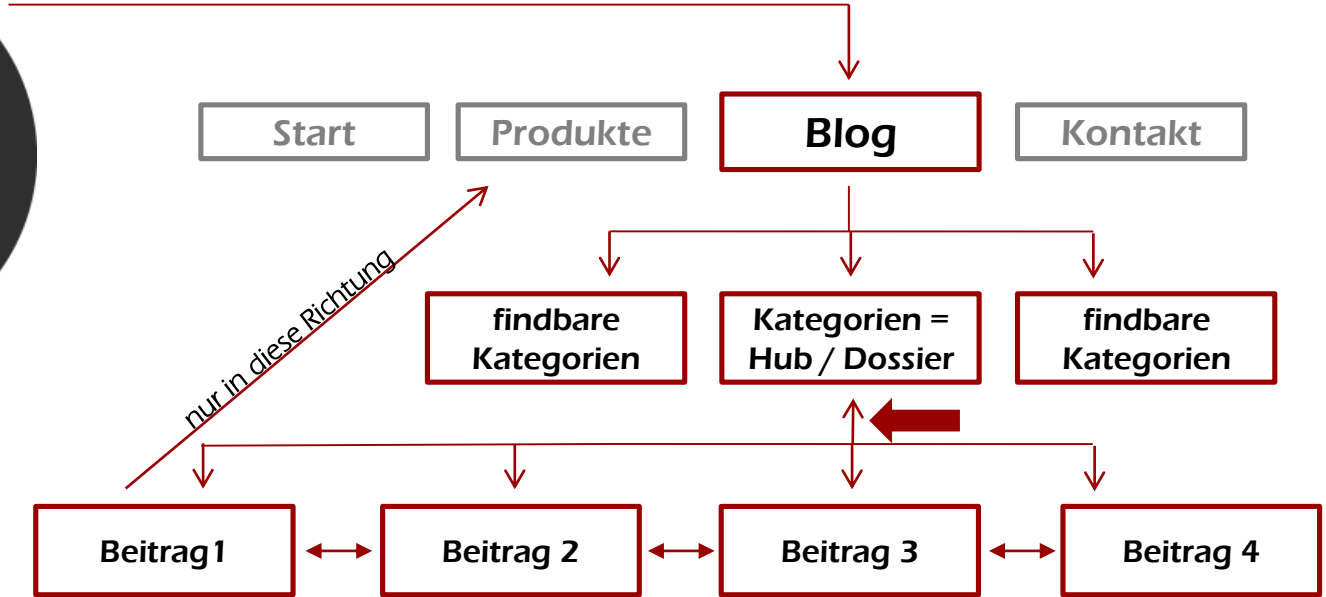 Start
Produkte
Blog
Kontakt
nur in diese Richtung
findbare
Kategorien
Kategorien =
Hub / Dossier
findbare
Kategorien
Beitrag1
Beitrag 2
Beitrag 3
Beitrag 4